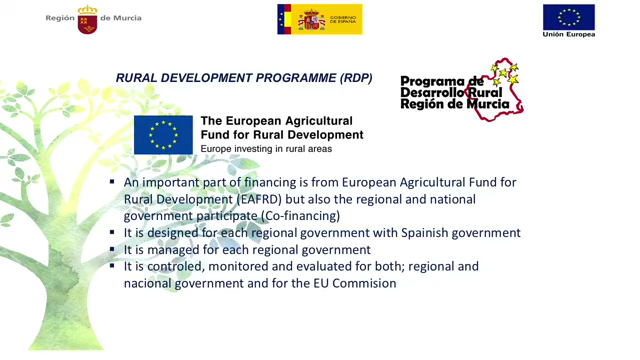 Región de Murcia
GOBIERNO
DE ESPAÑA
Unión Europea
RURAL DEVELOPMENT PROGRAMME (RDP)
Programa de
Desarrollo Rural
Región de Murcia
The European Agricultural
Fund for Rural Development
Europe investing in rural areas
An important part of financing is from European Agricultural Fund for
Rural Development (EAFRD) but also the regional and national
government participate (Co-financing)
It is designed for each regional government with Spainish government
It is managed for each regional government
It is controled, monitored and evaluated for both; regional and
nacional government and for the EU Commision